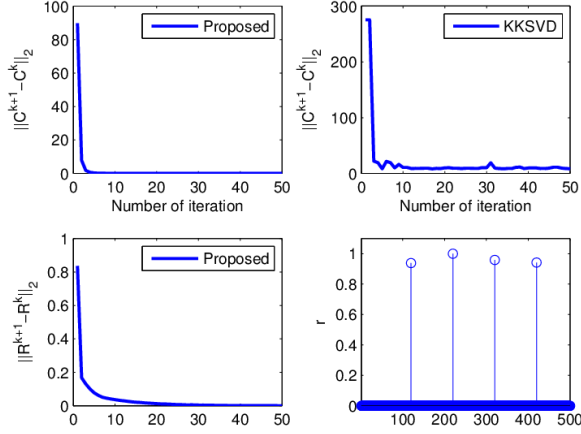 100
80
60
40
20
0
||C^{k+1}−C^k||_2
Proposed
0 10 20 30 40 50
Number of iteration
300
200
100
0
||C^{k+1}−C^k||_2
KKSVD
0 10 20 30 40 50
Number of iteration
1
0.8
0.6
0.4
0.2
0
||R^{k+1}−R^k||_2
Proposed
0 10 20 30 40 50
1
0.8
0.6
0.4
0.2
0
r
100 200 300 400 500